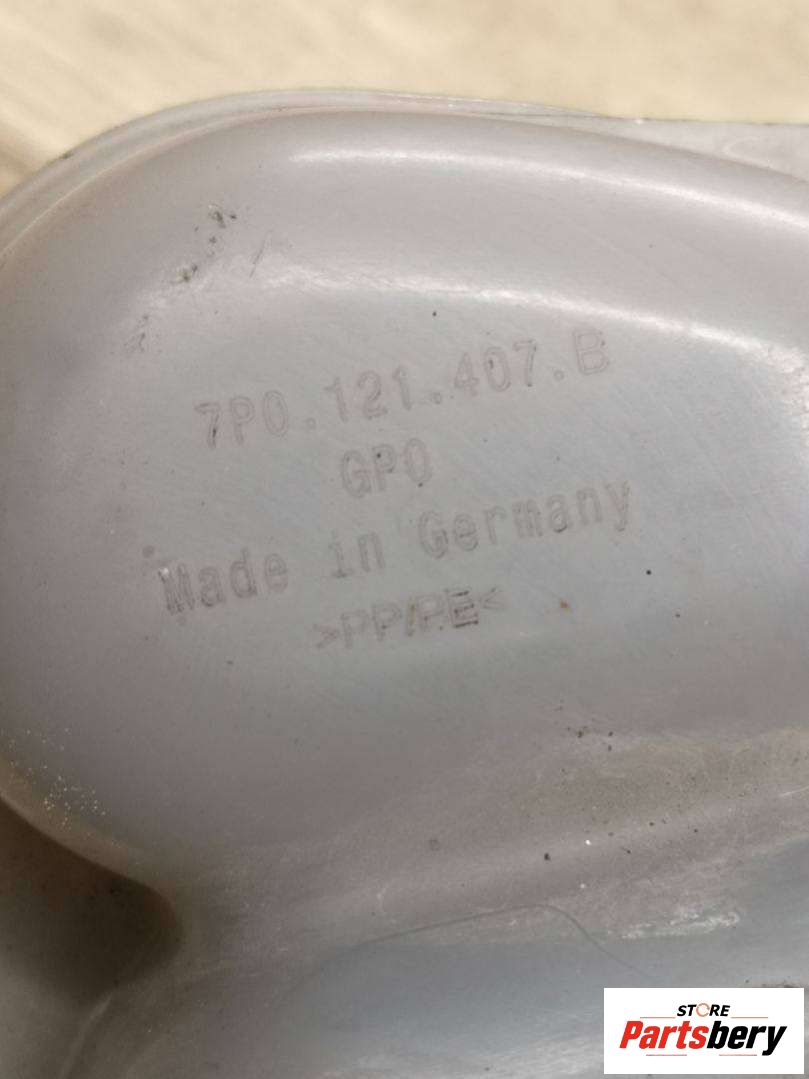 7P0.121.407.B
GPO
Made in Germany
>PP/PE<
STORE
Partsbery